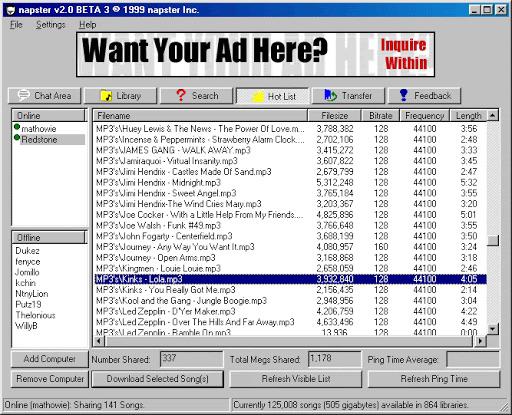 napster v2.0 BETA 3 © 1999 napster Inc.
File Settings Help
Want Your Ad Here? Inquire
Within
Chat Area Library Search Hot List Transfer Feedback
Online
mathowie
Redstone
Offline
Dukez
fenyce
Jomillo
kchin
NtnyLion
Putz19
Thelonious
WillyB
Filename Filesize Bitrate Frequency Length
MP3's\Huey Lewis & The News - The Power Of Love.m... 3,788,382 128 44100 3:56
MP3's\Incense & Peppermints - Strawberry Alarm Clock.... 2,702,106 128 44100 2:48
MP3's\JAMES GANG - WALK AWAY.mp3 3,415,272 128 44100 3:33
MP3's\Jamiraquoi - Virtual Insanity.mp3 3,607,822 128 44100 3:45
MP3's\Jimi Hendrix - Castles Made Of Sand.mp3 2,679,799 128 44100 2:47
MP3's\Jimi Hendrix - Midnight.mp3 5,312,248 128 44100 5:32
MP3's\Jimi Hendrix - Sweet Angel.mp3 3,765,184 128 44100 3:55
MP3's\Jimi Hendrix-The Wind Cries Mary.mp3 3,203,367 128 44100 3:20
MP3's\Joe Cocker - With a Little Help From My Friends.... 4,825,896 128 44100 5:01
MP3's\Joe Walsh - Funk #49.mp3 3,766,648 128 44100 3:55
MP3's\John Fogarty - Centerfield.mp3 3,688,199 128 44100 3:50
MP3's\Journey - Any Way You Want It.mp3 4,080,957 160 44100 3:24
MP3's\Journey - Open Arms.mp3 3,168,868 128 44100 3:18
MP3's\Kingmen - Louie Louie.mp3 2,658,059 128 44100 2:46
MP3's\Kinks - Lola.mp3 3,932,840 128 44100 4:05
MP3's\Kinks - You Really Got Me.mp3 2,156,435 128 44100 2:14
MP3's\Kool and the Gang - Jungle Boogie.mp3 2,948,956 128 44100 3:04
MP3's\Led Zepplin - D'Yer Maker.mp3 4,206,759 128 44100 4:22
MP3's\Led Zepplin - Over The Hills And Far Away.mp3 4,633,496 128 44100 4:49
MP3's\Led Zepplin - Ramble On.mp3 13,936 128 44100 0:00
Add Computer Number Shared: 337 Total Megs Shared: 1,178 Ping Time Average:
Remove Computer Download Selected Song(s) Refresh Visible List Refresh Ping Time
Online (mathowie): Sharing 141 Songs. Currently 125,008 songs (505 gigabytes) available in 864 libraries.